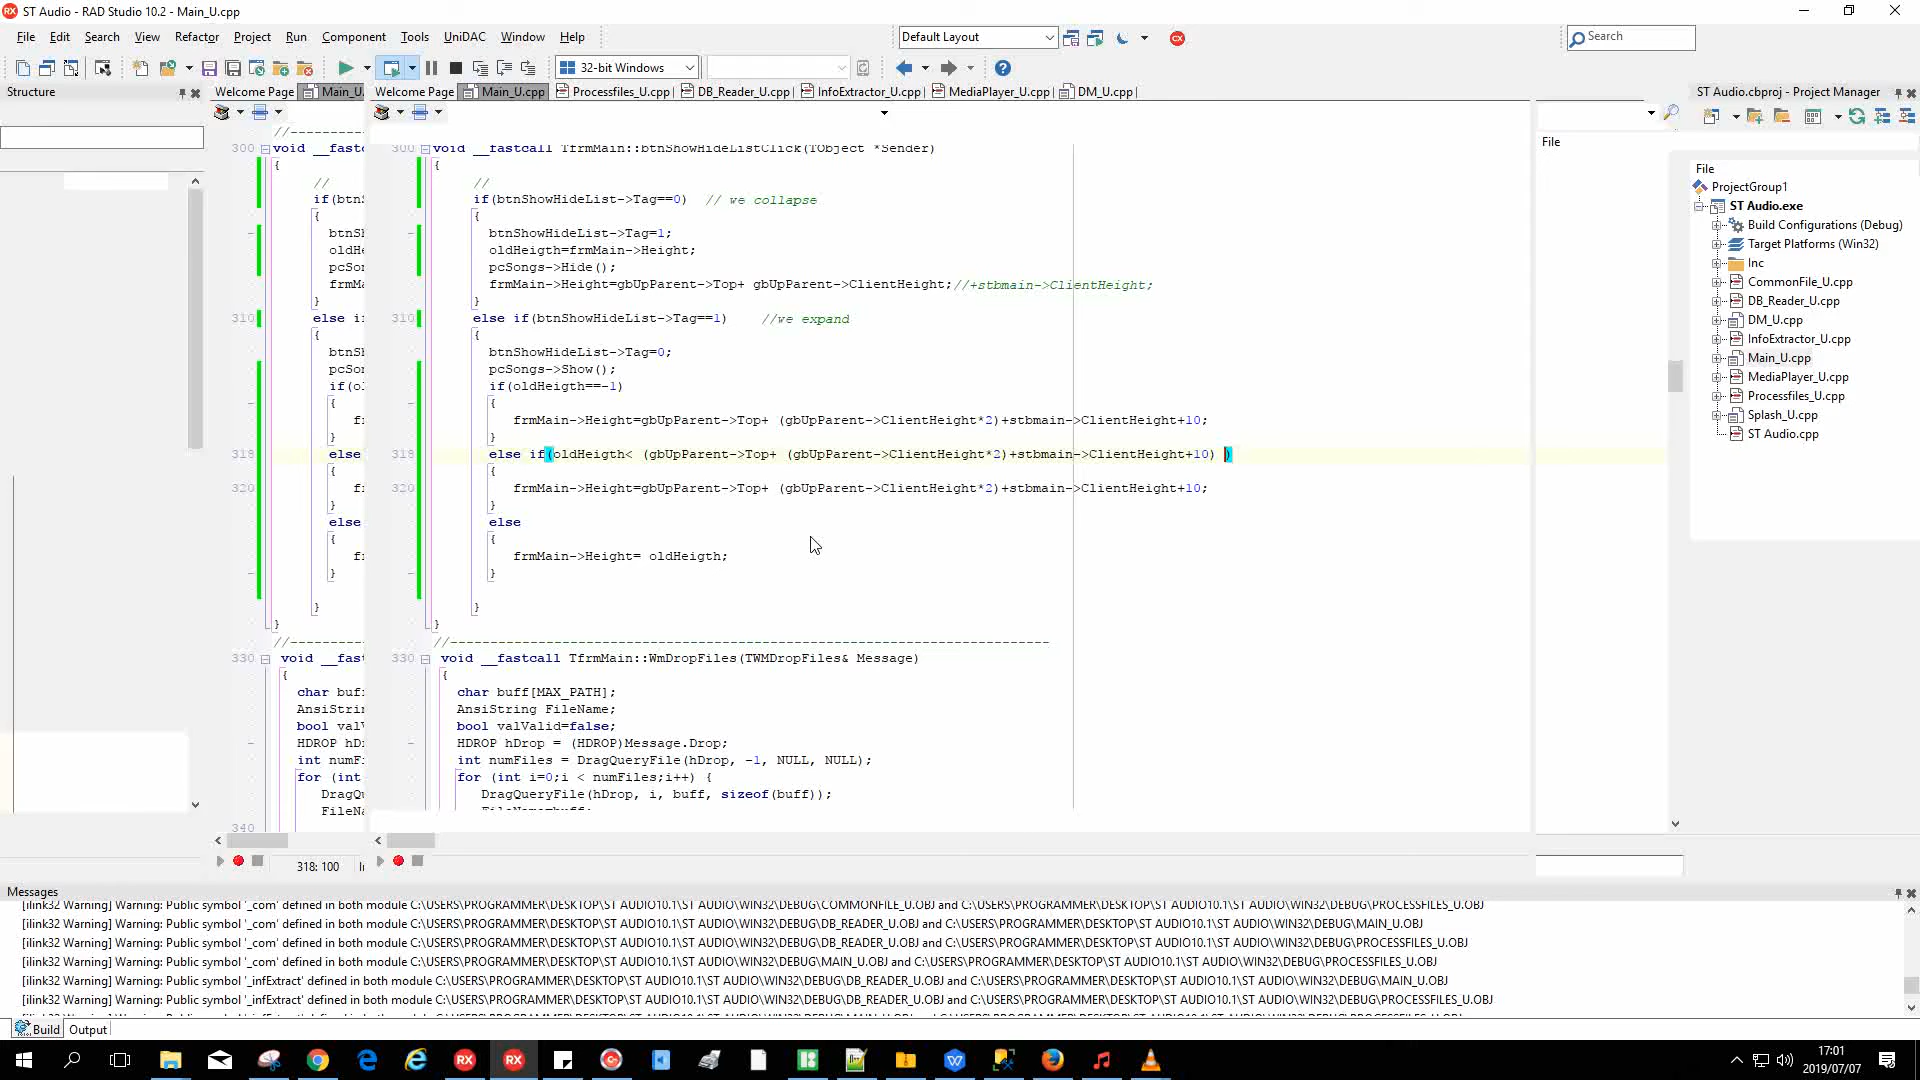 ST Audio - RAD Studio 10.2 - Main_U.cpp
File Edit Search View Refactor Project Run Component Tools UniDAC Window Help
Default Layout
Search
32-bit Windows
Structure
Welcome Page Main_U
Welcome Page Main_U.cpp Processfiles_U.cpp DB_Reader_U.cpp InfoExtractor_U.cpp MediaPlayer_U.cpp DM_U.cpp
ST Audio.cbproj - Project Manager
File
File
ProjectGroup1
ST Audio.exe
Build Configurations (Debug)
Target Platforms (Win32)
Inc
CommonFile_U.cpp
DB_Reader_U.cpp
DM_U.cpp
InfoExtractor_U.cpp
Main_U.cpp
MediaPlayer_U.cpp
Processfiles_U.cpp
Splash_U.cpp
ST Audio.cpp
300 void __fastcall TfrmMain::btnShowHideListClick(TObject *Sender)
{
//
if(btnShowHideList->Tag==0) // we collapse
{
btnShowHideList->Tag=1;
oldHeigth=frmMain->Height;
pcSongs->Hide();
frmMain->Height=gbUpParent->Top+ gbUpParent->ClientHeight;//+stbmain->ClientHeight;
}
310 else if(btnShowHideList->Tag==1) //we expand
{
btnShowHideList->Tag=0;
pcSongs->Show();
if(oldHeigth==-1)
{
frmMain->Height=gbUpParent->Top+ (gbUpParent->ClientHeight*2)+stbmain->ClientHeight+10;
}
318 else if(oldHeigth< (gbUpParent->Top+ (gbUpParent->ClientHeight*2)+stbmain->ClientHeight+10) )
{
320 frmMain->Height=gbUpParent->Top+ (gbUpParent->ClientHeight*2)+stbmain->ClientHeight+10;
}
else
{
frmMain->Height= oldHeigth;
}
}
}
//---------------------------------------------------------------------------
330 void __fastcall TfrmMain::WmDropFiles(TWMDropFiles& Message)
{
char buff[MAX_PATH];
AnsiString FileName;
bool valValid=false;
HDROP hDrop = (HDROP)Message.Drop;
int numFiles = DragQueryFile(hDrop, -1, NULL, NULL);
for (int i=0;i < numFiles;i++) {
DragQueryFile(hDrop, i, buff, sizeof(buff));
340
318: 100
Messages
[ilink32 Warning] Warning: Public symbol '_com' defined in both module C:\USERS\PROGRAMMER\DESKTOP\ST AUDIO10.1\ST AUDIO\WIN32\DEBUG\COMMONFILE_U.OBJ and C:\USERS\PROGRAMMER\DESKTOP\ST AUDIO10.1\ST AUDIO\WIN32\DEBUG\PROCESSFILES_U.OBJ
[ilink32 Warning] Warning: Public symbol '_com' defined in both module C:\USERS\PROGRAMMER\DESKTOP\ST AUDIO10.1\ST AUDIO\WIN32\DEBUG\DB_READER_U.OBJ and C:\USERS\PROGRAMMER\DESKTOP\ST AUDIO10.1\ST AUDIO\WIN32\DEBUG\MAIN_U.OBJ
[ilink32 Warning] Warning: Public symbol '_com' defined in both module C:\USERS\PROGRAMMER\DESKTOP\ST AUDIO10.1\ST AUDIO\WIN32\DEBUG\DB_READER_U.OBJ and C:\USERS\PROGRAMMER\DESKTOP\ST AUDIO10.1\ST AUDIO\WIN32\DEBUG\PROCESSFILES_U.OBJ
[ilink32 Warning] Warning: Public symbol '_com' defined in both module C:\USERS\PROGRAMMER\DESKTOP\ST AUDIO10.1\ST AUDIO\WIN32\DEBUG\MAIN_U.OBJ and C:\USERS\PROGRAMMER\DESKTOP\ST AUDIO10.1\ST AUDIO\WIN32\DEBUG\PROCESSFILES_U.OBJ
[ilink32 Warning] Warning: Public symbol '_infExtract' defined in both module C:\USERS\PROGRAMMER\DESKTOP\ST AUDIO10.1\ST AUDIO\WIN32\DEBUG\DB_READER_U.OBJ and C:\USERS\PROGRAMMER\DESKTOP\ST AUDIO10.1\ST AUDIO\WIN32\DEBUG\MAIN_U.OBJ
[ilink32 Warning] Warning: Public symbol '_infExtract' defined in both module C:\USERS\PROGRAMMER\DESKTOP\ST AUDIO10.1\ST AUDIO\WIN32\DEBUG\DB_READER_U.OBJ and C:\USERS\PROGRAMMER\DESKTOP\ST AUDIO10.1\ST AUDIO\WIN32\DEBUG\PROCESSFILES_U.OBJ
Build Output
17:01
2019/07/07